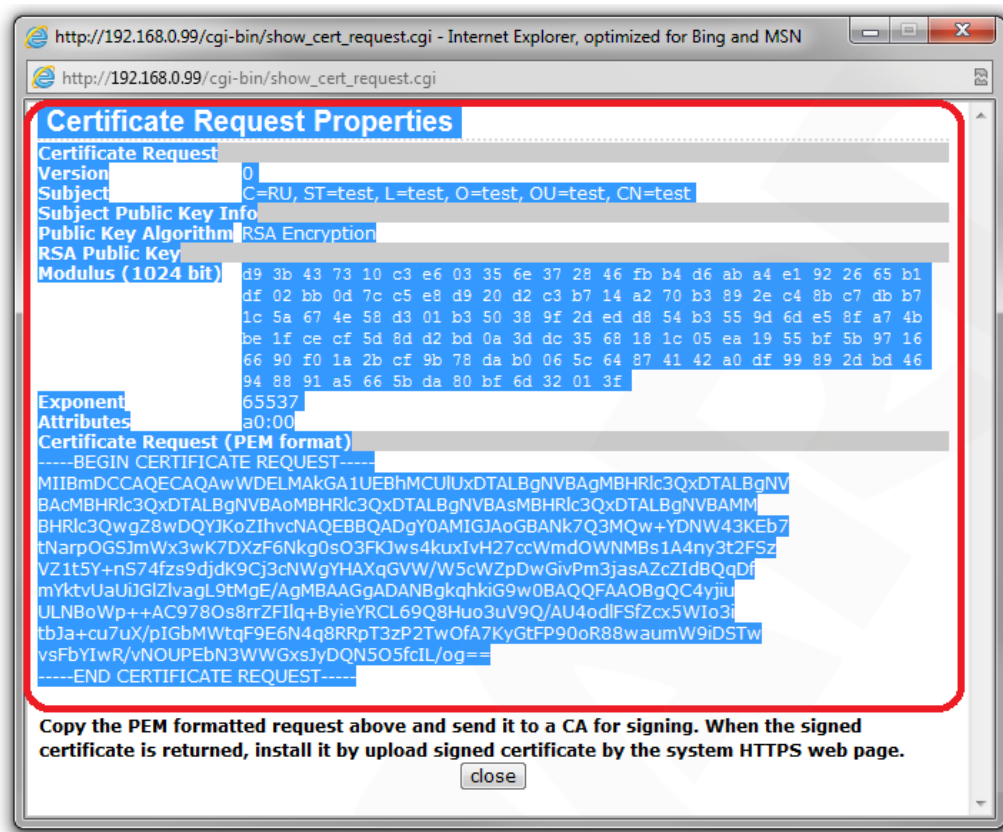 http://192.168.0.99/cgi-bin/show_cert_request.cgi - Internet Explorer, optimized for Bing and MSN
http://192.168.0.99/cgi-bin/show_cert_request.cgi
Certificate Request Properties
Certificate Request
Version 0
Subject C=RU, ST=test, L=test, O=test, OU=test, CN=test
Subject Public Key Info
Public Key Algorithm RSA Encryption
RSA Public Key
Modulus (1024 bit) d9 3b 43 73 10 c3 e6 03 35 6e 37 28 46 fb b4 d6 ab a4 e1 92 26 65 b1
df 02 bb 0d 7c c5 e8 d9 20 d2 c3 b7 14 a2 70 b3 89 2e c4 8b c7 db b7
1c 5a 67 4e 58 d3 01 b3 50 38 9f 2d ed d8 54 b3 55 9d 6d e5 8f a7 4b
be 1f ce cf 5d 8d d2 bd 0a 3d dc 35 68 18 1c 05 ea 19 55 bf 5b 97 16
66 90 f0 1a 2b cf 9b 78 da b0 06 5c 64 87 41 42 a0 df 99 89 2d bd 46
94 88 91 a5 66 5b da 80 bf 6d 32 01 3f
Exponent 65537
Attributes a0:00
Certificate Request (PEM format)
-----BEGIN CERTIFICATE REQUEST-----
MIIBmDCCAQECAQAwWDELMAkGA1UEBhMCUlUxDTALBgNVBAgMBHRlc3QxDTALBgNV
BAcMBHRlc3QxDTALBgNVBAoMBHRlc3QxDTALBgNVBAsMBHRlc3QxDTALBgNVBAMM
BHRlc3QwgZ8wDQYJKoZIhvcNAQEBBQADgY0AMIGJAoGBANk7Q3MQw+YDNW43KEb7
tNarpOGSJmWx3wK7DXzF6Nkg0sO3FKJws4kuxIvH27ccWmdOWNMBs1A4ny3t2FSz
VZ1t5Y+nS74fzs9djdK9Cj3cNWgYHAXqGVW/W5cWZpDwGivPm3jasAZcZIdBQqDf
mYktvUaUiJGlZlvagL9tMgE/AgMBAAGgADANBgkqhkiG9w0BAQQFAAOBgQC4yjiu
ULNBoWp++AC978Os8rrZFIlq+ByieYRCL69Q8Huo3uV9Q/AU4odlFSfZcx5WIo3i
tbJa+cu7uX/pIGbMWtqF9E6N4q8RRpT3zP2TwOfA7KyGtFP90oR88waumW9iDSTw
vsFbYIwR/vNOUPEbN3WWGxsJyDQN5O5fcIL/og==
-----END CERTIFICATE REQUEST-----
Copy the PEM formatted request above and send it to a CA for signing. When the signed
certificate is returned, install it by upload signed certificate by the system HTTPS web page.
close